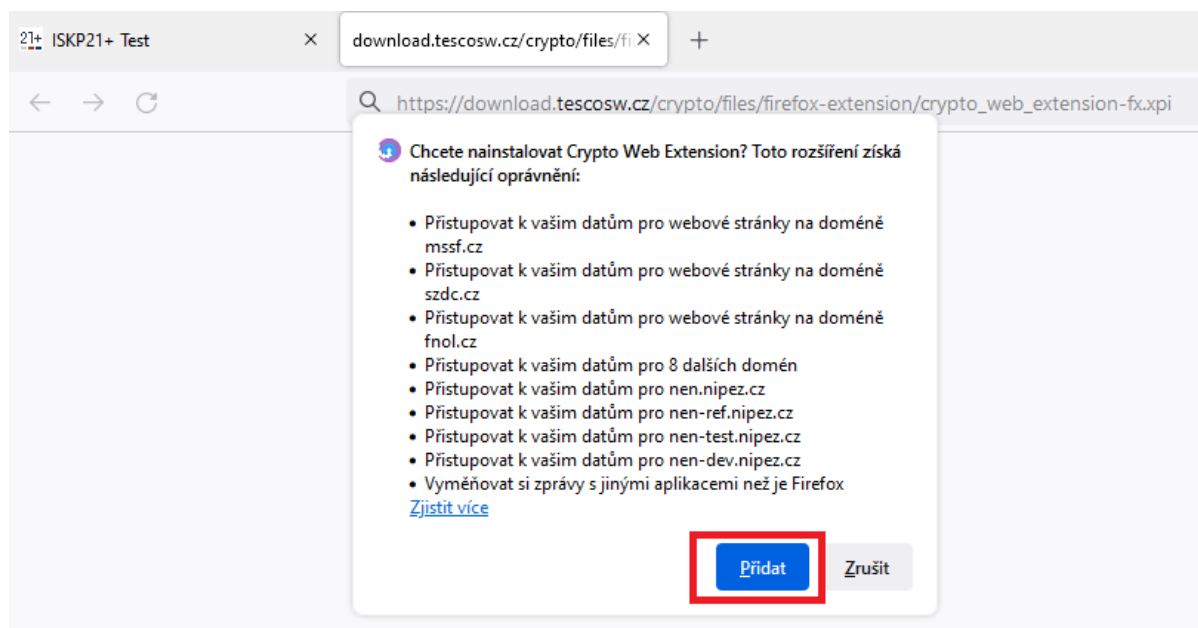 21+ ISKP21+ Test
download.tescosw.cz/crypto/files/fi
https://download.tescosw.cz/crypto/files/firefox-extension/crypto_web_extension-fx.xpi
Chcete nainstalovat Crypto Web Extension? Toto rozšíření získá
následující oprávnění:
• Přistupovat k vašim datům pro webové stránky na doméně
mssf.cz
• Přistupovat k vašim datům pro webové stránky na doméně
szdc.cz
• Přistupovat k vašim datům pro webové stránky na doméně
fnol.cz
• Přistupovat k vašim datům pro 8 dalších domén
• Přistupovat k vašim datům pro nen.nipez.cz
• Přistupovat k vašim datům pro nen-ref.nipez.cz
• Přistupovat k vašim datům pro nen-test.nipez.cz
• Přistupovat k vašim datům pro nen-dev.nipez.cz
• Vyměňovat si zprávy s jinými aplikacemi než je Firefox
Zjistit více
Přidat Zrušit